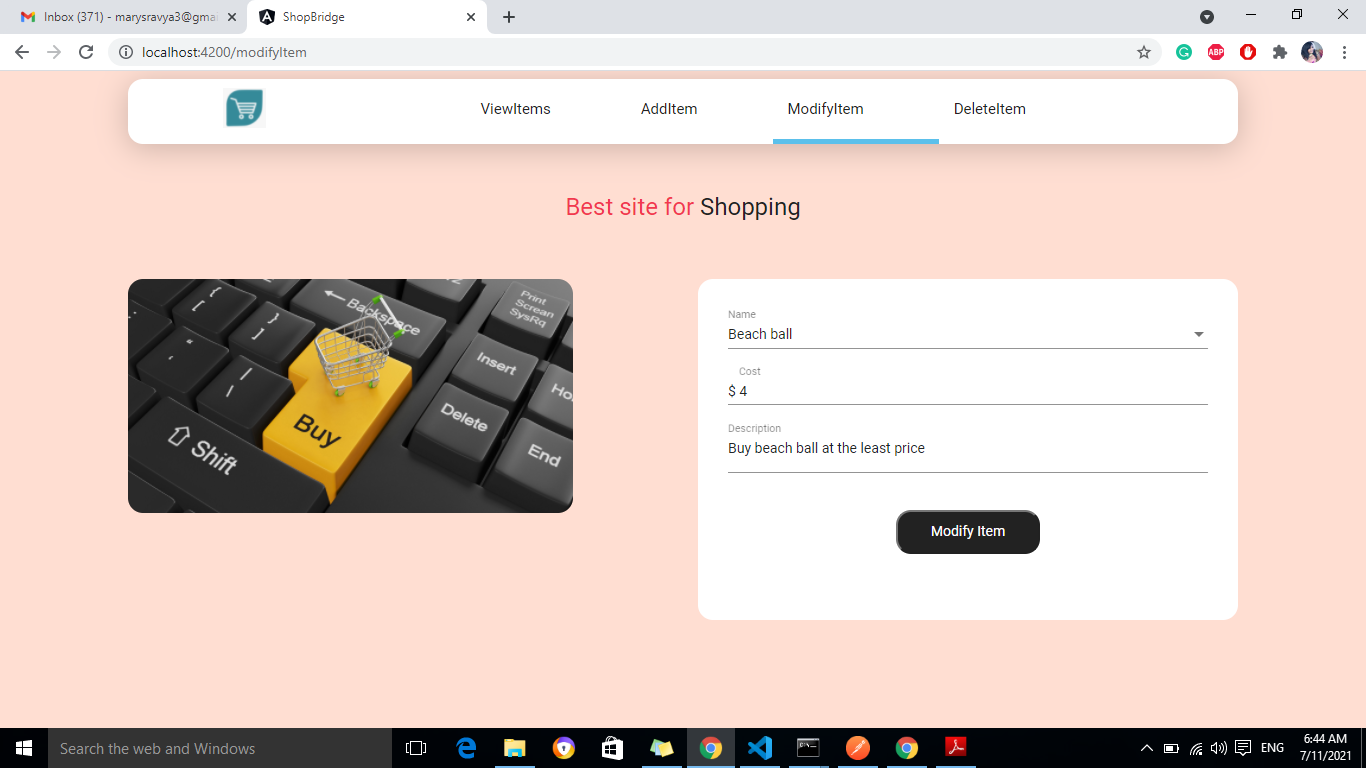 Inbox (371) - marysravya3@gma
ShopBridge
localhost:4200/modifyItem
ABP
ViewItems
AddItem
ModifyItem
DeleteItem
Best site for Shopping
Backspace
Print
Screan
SysRq
Insert
Delete
End
Shift
Buy
Name
Beach ball
Cost
$ 4
Description
Buy beach ball at the least price
Modify Item
Search the web and Windows
ENG
6:44 AM
7/11/2021